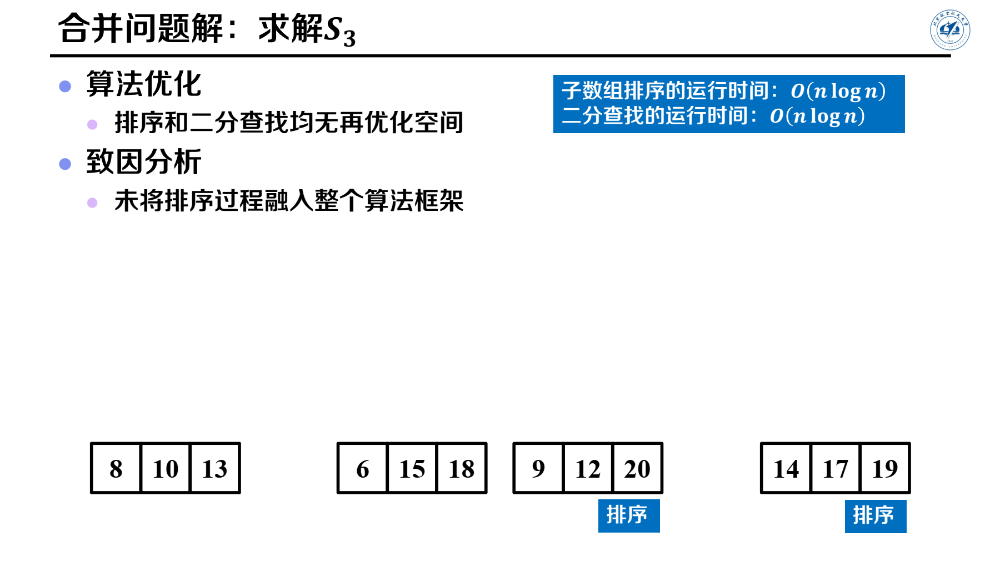 合并问题解：求解S₃
算法优化
子数组排序的运行时间：O(n log n)
二分查找的运行时间：O(n log n)
排序和二分查找均无再优化空间
致因分析
未将排序过程融入整个算法框架
8 10 13 6 15 18 9 12 20 14 17 19
排序 排序